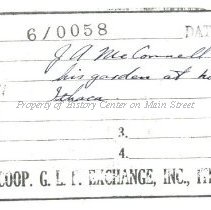 6/0058 DAT
J A McConnell
his garden at h
Ithaca
Property of History Center on Main Street
3.
4.
COOP. G. L. F. EXCHANGE, INC., ITH